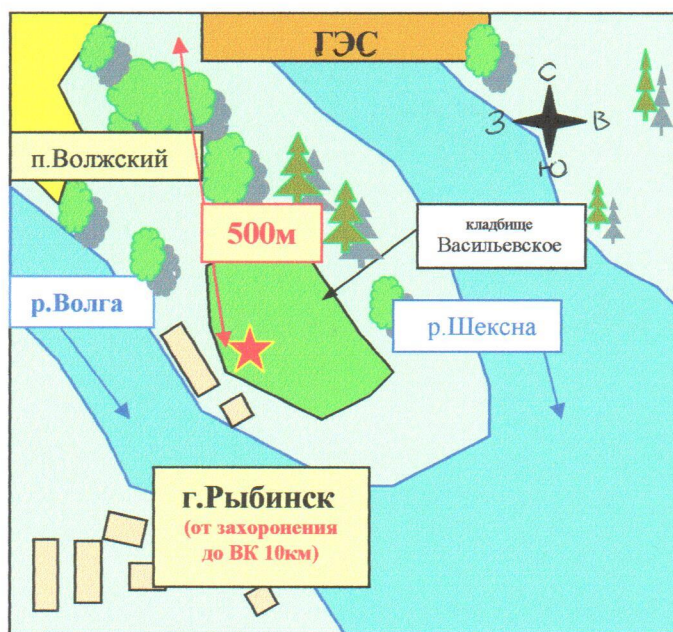 ГЭС
С
З
В
Ю
п.Волжский
500м
кладбище
Васильевское
р.Волга
р.Шексна
г.Рыбинск
(от захоронения
до ВК 10км)